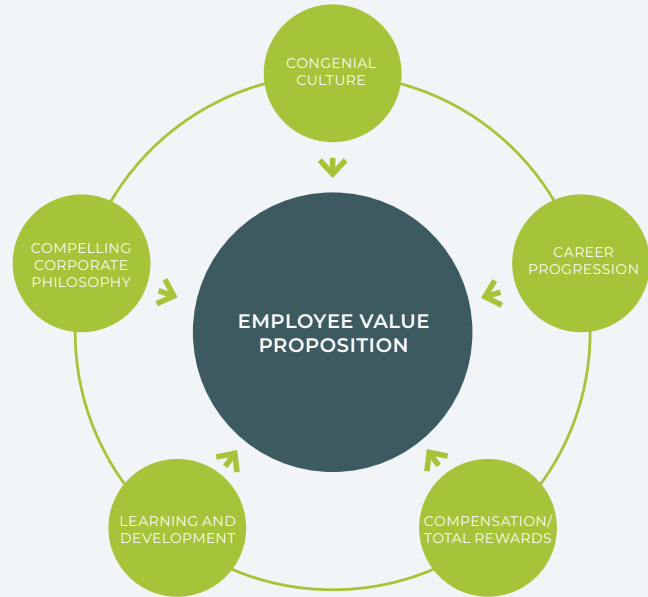 CONGENIAL
CULTURE
COMPELLING
CORPORATE
PHILOSOPHY
CAREER
PROGRESSION
EMPLOYEE VALUE
PROPOSITION
LEARNING AND
DEVELOPMENT
COMPENSATION/
TOTAL REWARDS